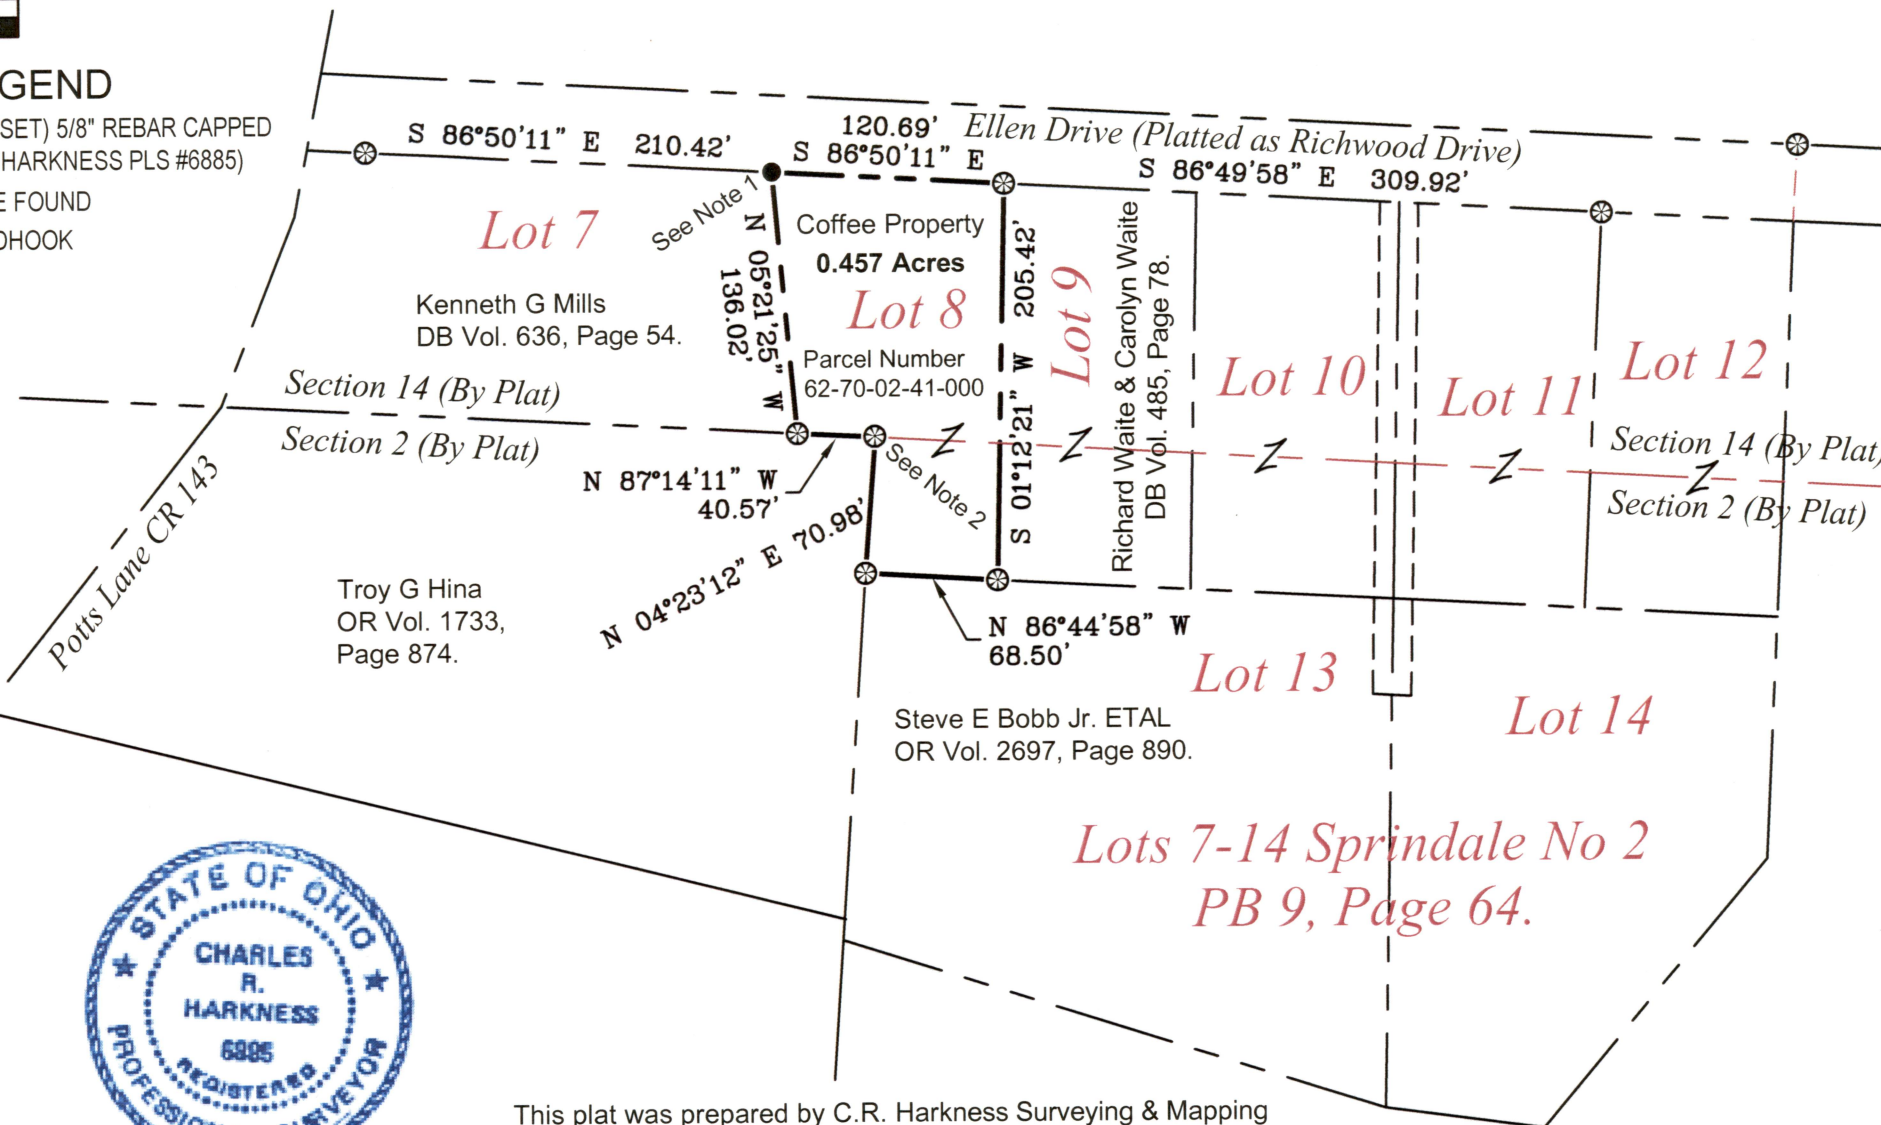 GEND
SET) 5/8" REBAR CAPPED
HARKNESS PLS #6885)
E FOUND
DHOOK
S 86°50'11" E 210.42'
120.69'
S 86°50'11" E
Ellen Drive (Platted as Richwood Drive)
S 86°49'58" E 309.92'
See Note 1
Lot 7
Kenneth G Mills
DB Vol. 636, Page 54.
N 05°21'25" W
136.02'
Coffee Property
0.457 Acres
Lot 8
Parcel Number
62-70-02-41-000
S 01°12'21" W 205.42'
Lot 9
Richard Waite & Carolyn Waite
DB Vol. 485, Page 78.
Lot 10
Lot 11
Lot 12
Section 14 (By Plat)
Section 2 (By Plat)
Section 14 (By Plat)
Section 2 (By Plat)
Z Z Z Z Z
Potts Lane CR 143
N 87°14'11" W
40.57'
See Note 2
N 04°23'12" E 70.98'
N 86°44'58" W
68.50'
Troy G Hina
OR Vol. 1733,
Page 874.
Lot 13
Lot 14
Steve E Bobb Jr. ETAL
OR Vol. 2697, Page 890.
Lots 7-14 Sprindale No 2
PB 9, Page 64.
STATE OF OHIO
CHARLES
R.
HARKNESS
REGISTERED
This plat was prepared by C.R. Harkness Surveying & Mapping